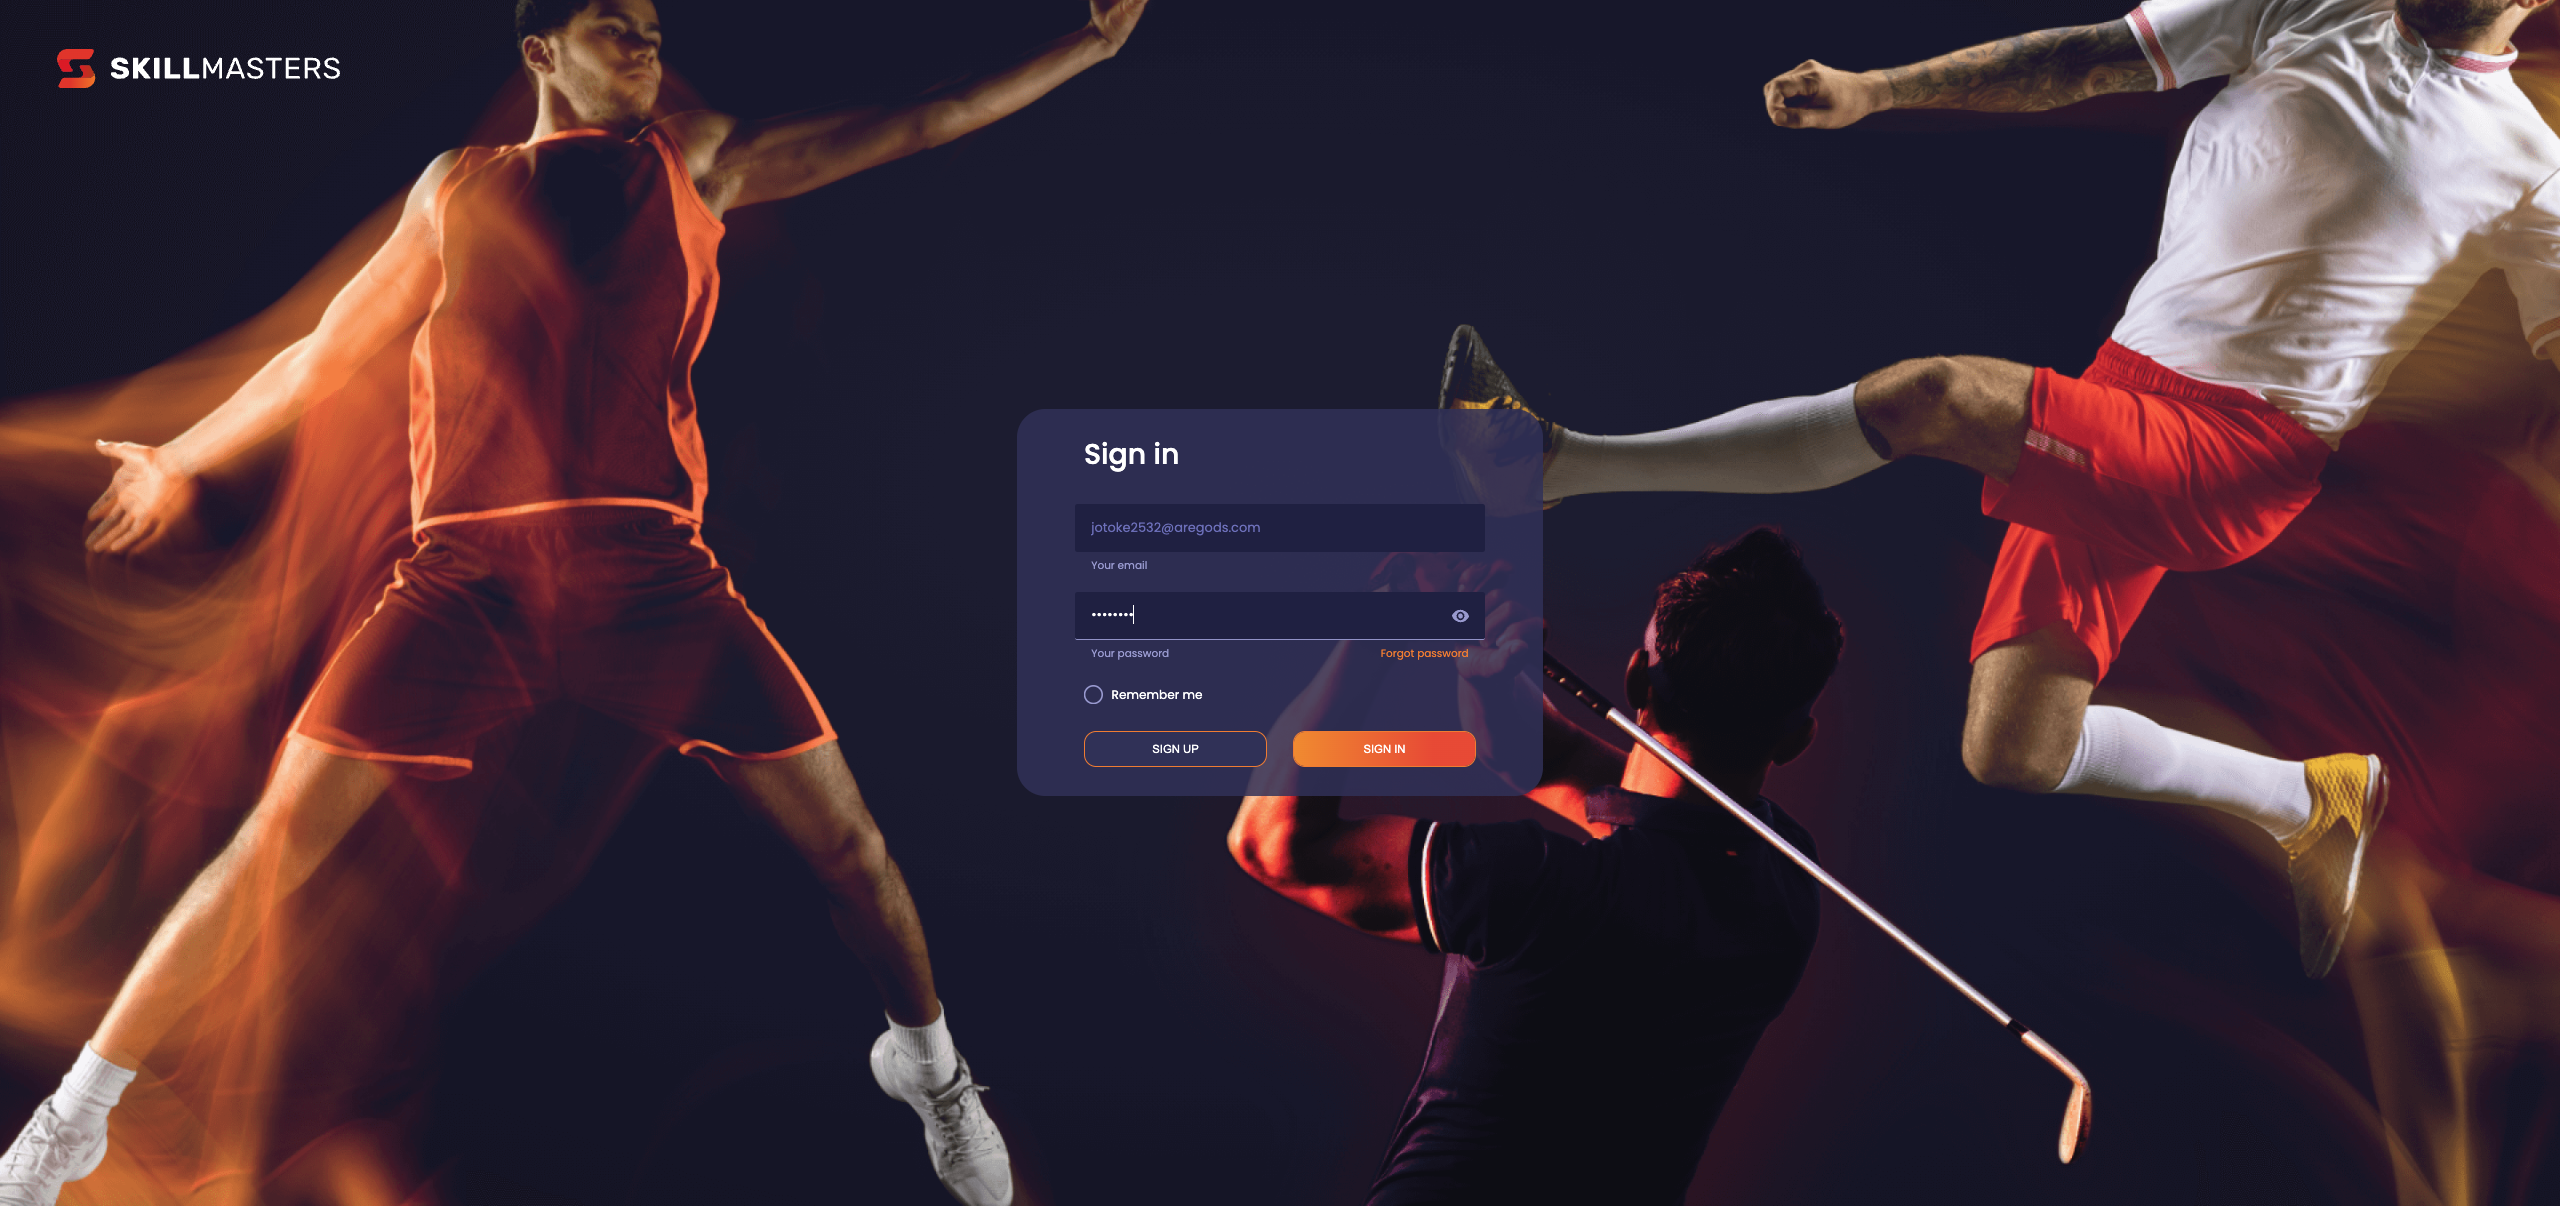 SKILLMASTERS
Sign in
jotoke2532@aregods.com
Your email
••••••••
Your password
Forgot password
Remember me
SIGN UP
SIGN IN